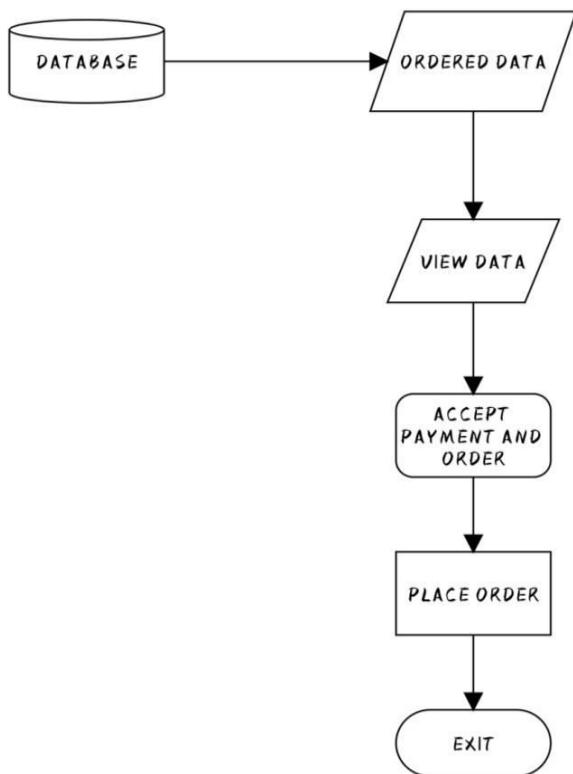 DATABASE
ORDERED DATA
VIEW DATA
ACCEPT
PAYMENT AND
ORDER
PLACE ORDER
EXIT